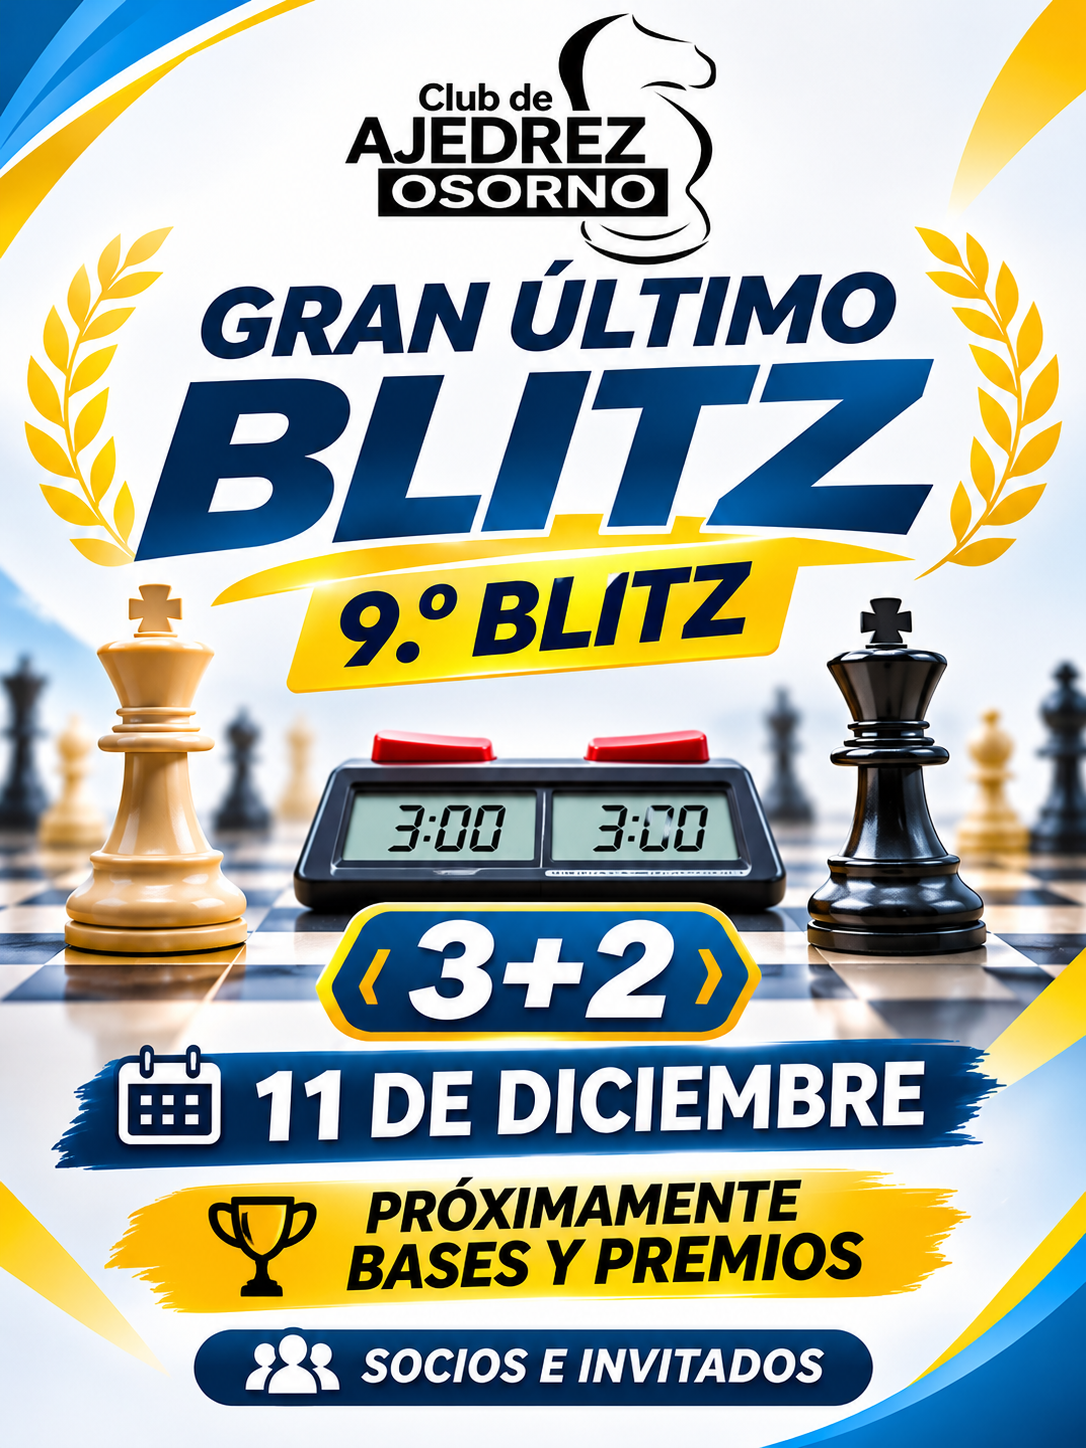 Club de
AJEDREZ
OSORNO
GRAN ÚLTIMO
BLITZ
9.º BLITZ
3:00 3:00
3+2
11 DE DICIEMBRE
PRÓXIMAMENTE
BASES Y PREMIOS
SOCIOS E INVITADOS